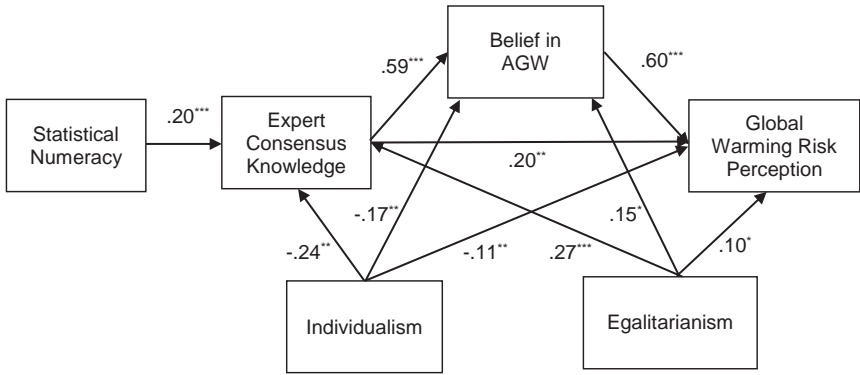 Belief in
AGW
.59***
.60***
.20***
Statistical
Numeracy
Expert
Consensus
Knowledge
Global
Warming Risk
Perception
.20**
-.17**
.15*
-.24**
-.11**
.27***
.10*
Individualism
Egalitarianism